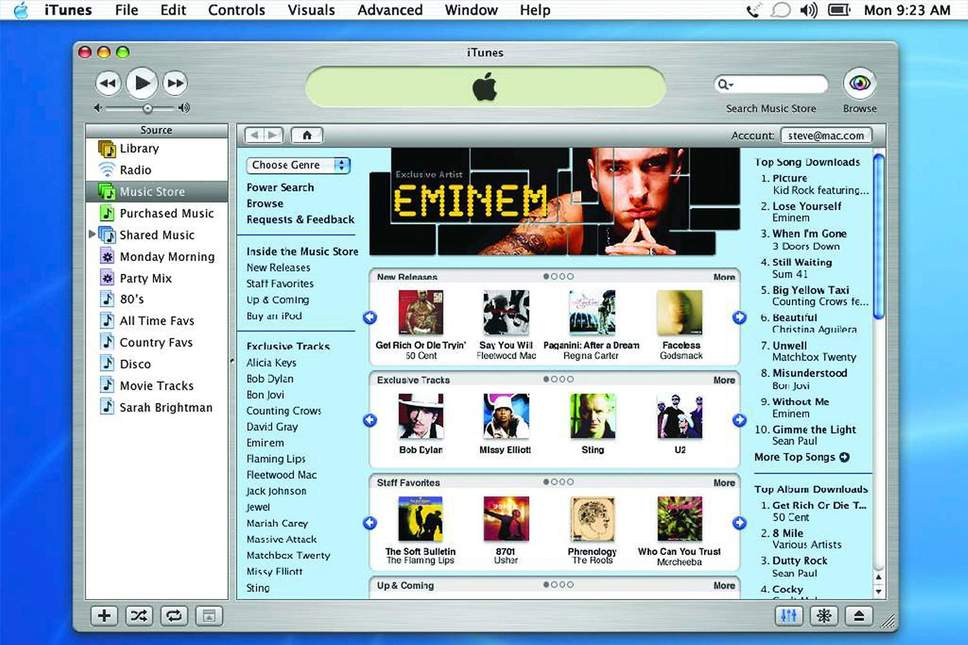 iTunes File Edit Controls Visuals Advanced Window Help Mon 9:23 AM
iTunes
Search Music Store
Browse
Source
Library
Radio
Music Store
Purchased Music
Shared Music
Monday Morning
Party Mix
80's
All Time Favs
Country Favs
Disco
Movie Tracks
Sarah Brightman
Account: steve@mac.com
Choose Genre
Power Search
Browse
Requests & Feedback
Inside the Music Store
New Releases
Staff Favorites
Up & Coming
Buy an iPod
Exclusive Tracks
Alicia Keys
Bob Dylan
Bon Jovi
Counting Crows
David Gray
Eminem
Flaming Lips
Fleetwood Mac
Jack Johnson
Jewel
Mariah Carey
Massive Attack
Matchbox Twenty
Missy Elliott
Sting
Exclusive Artist
EMINEM
New Releases More
Get Rich Or Die Tryin'
50 Cent
Say You Will
Fleetwood Mac
Paganini: After a Dream
Regina Carter
Faceless
Godsmack
Exclusive Tracks More
Bob Dylan
Missy Elliott
Sting
U2
Staff Favorites More
The Soft Bulletin
The Flaming Lips
8701
Usher
Phrenology
The Roots
Who Can You Trust
Morcheeba
Up & Coming More
Top Song Downloads
1. Picture
Kid Rock featuring...
2. Lose Yourself
Eminem
3. When I'm Gone
3 Doors Down
4. Still Waiting
Sum 41
5. Big Yellow Taxi
Counting Crows fe...
6. Beautiful
Christina Aguilera
7. Unwell
Matchbox Twenty
8. Misunderstood
Bon Jovi
9. Without Me
Eminem
10. Gimme the Light
Sean Paul
More Top Songs
Top Album Downloads
1. Get Rich Or Die T...
50 Cent
2. 8 Mile
Various Artists
3. Dutty Rock
Sean Paul
4. Cocky